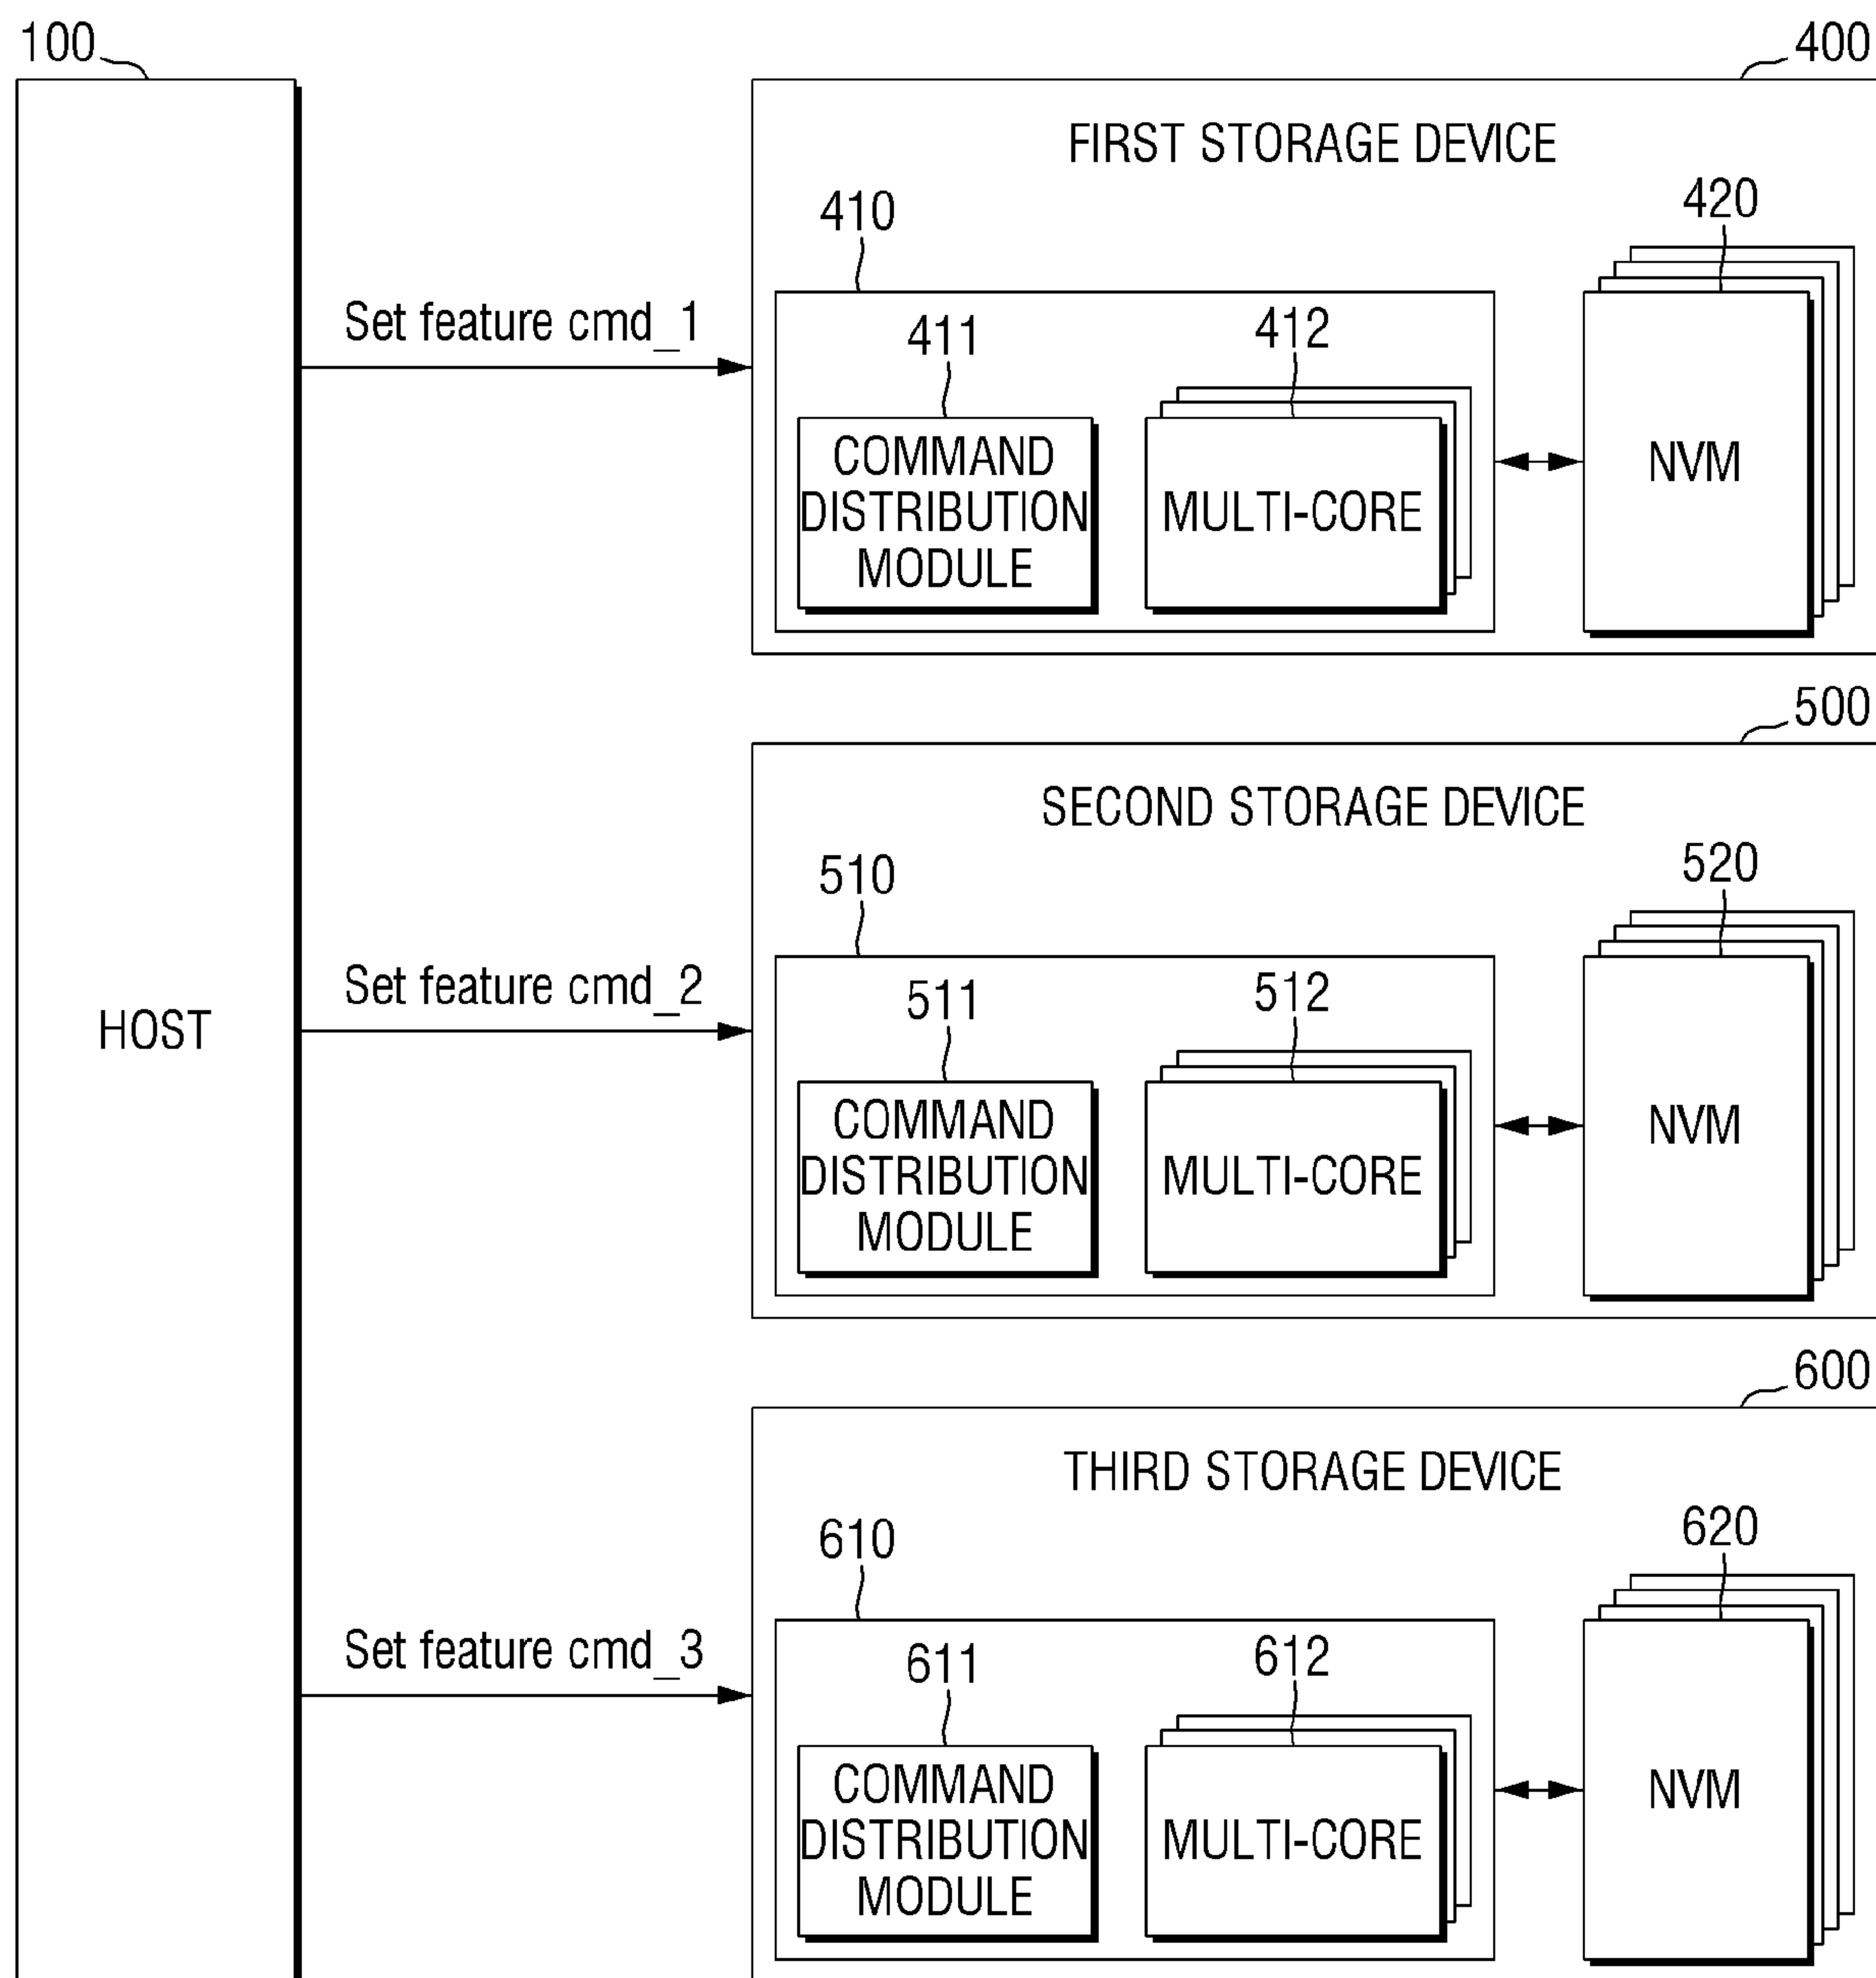 100
400
FIRST STORAGE DEVICE
410
420
Set feature cmd_1
411
412
COMMAND
DISTRIBUTION
MODULE
MULTI-CORE
NVM
500
SECOND STORAGE DEVICE
510
520
HOST
Set feature cmd_2
511
512
COMMAND
DISTRIBUTION
MODULE
MULTI-CORE
NVM
600
THIRD STORAGE DEVICE
610
620
Set feature cmd_3
611
612
COMMAND
DISTRIBUTION
MODULE
MULTI-CORE
NVM